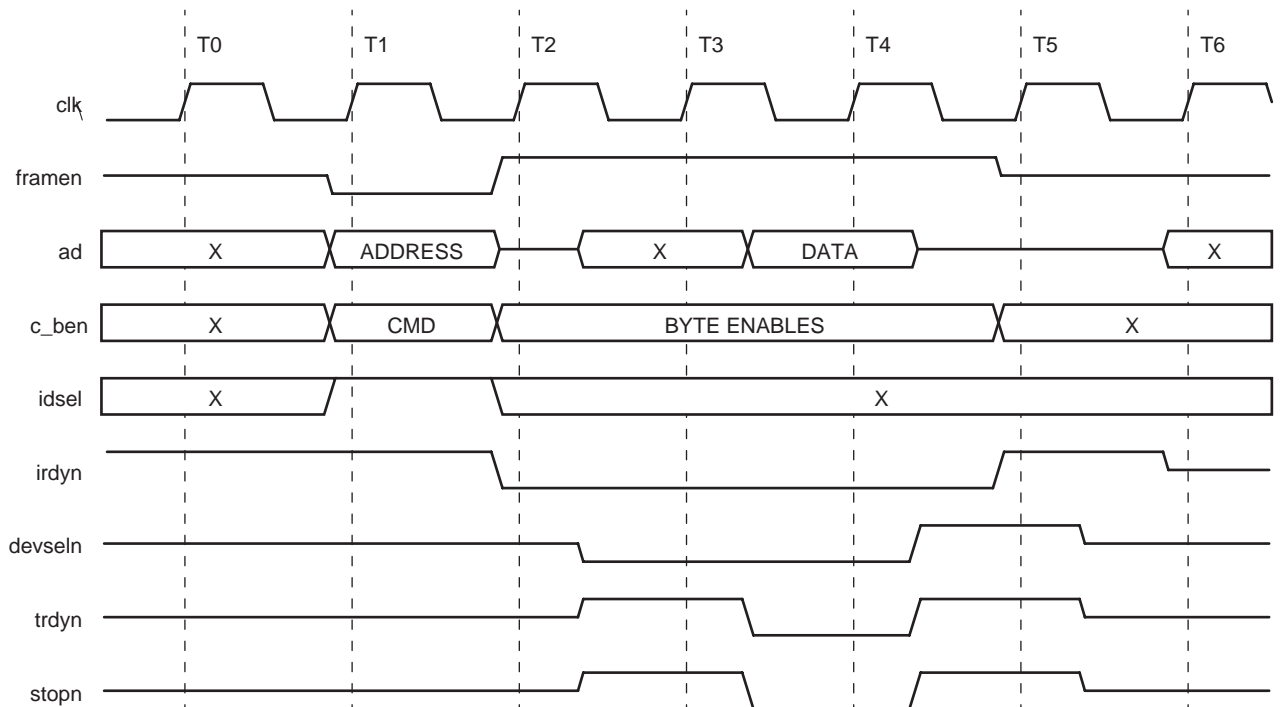 T0 T1 T2 T3 T4 T5 T6
clk
framen
ad X ADDRESS X DATA X
c_ben X CMD BYTE ENABLES X
idsel X X
irdyn
devseln
trdyn
stopn